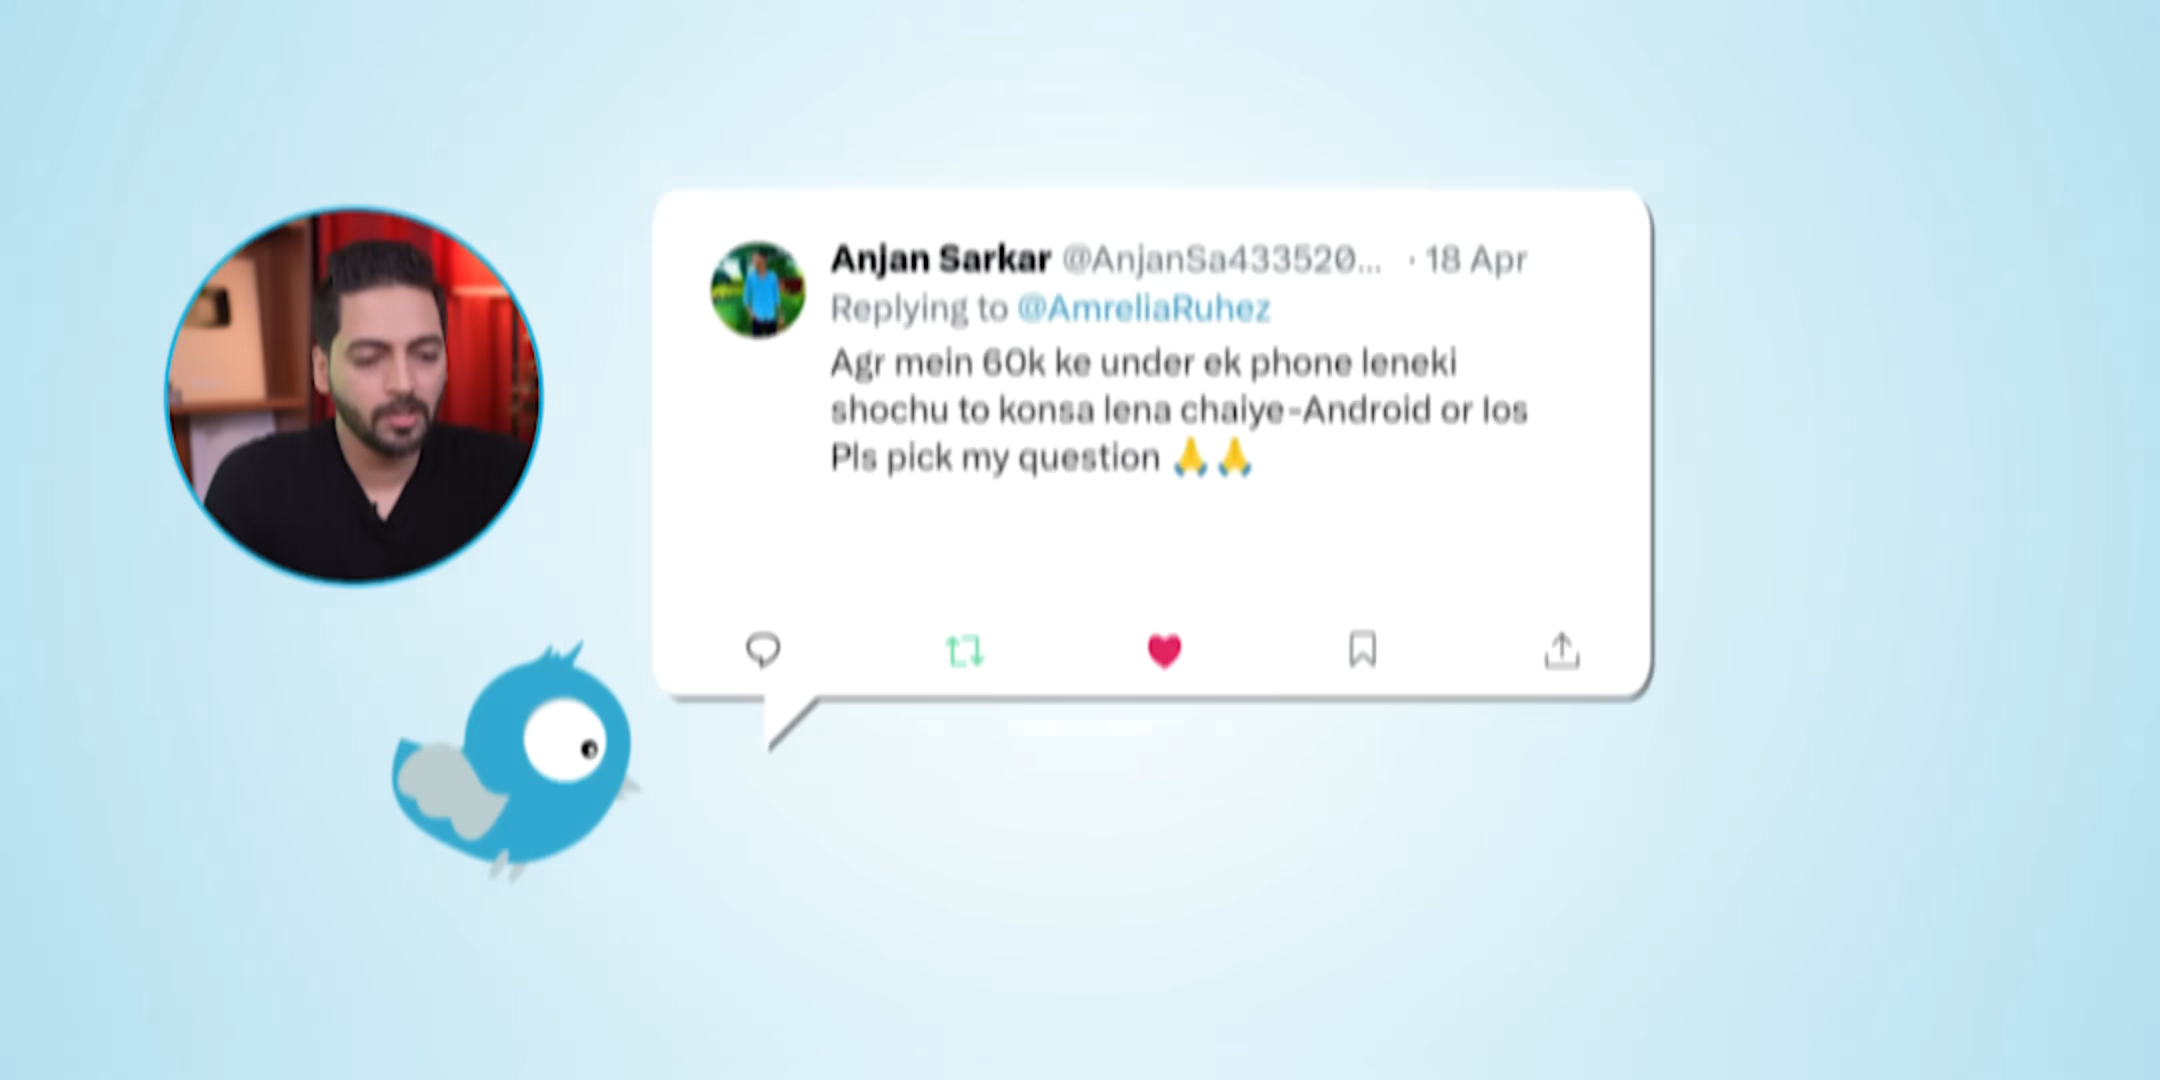 Anjan Sarkar @AnjanSa433520... · 18 Apr
Replying to @AmreliaRuhez
Agr mein 60k ke under ek phone leneki
shochu to konsa lena chaiye-Android or Ios
Pls pick my question 🙏🙏